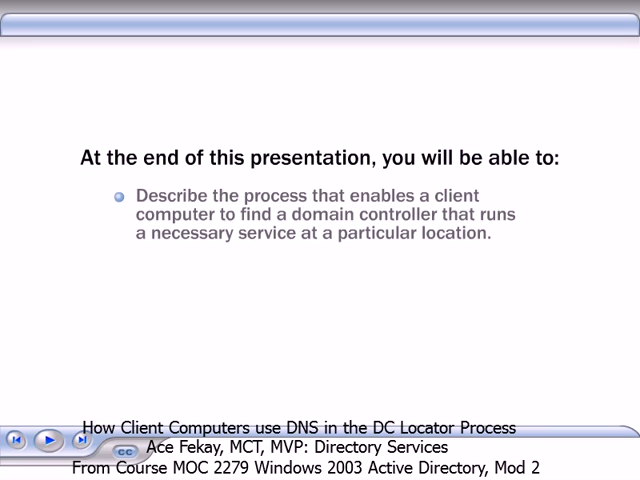 At the end of this presentation, you will be able to:
Describe the process that enables a client
computer to find a domain controller that runs
a necessary service at a particular location.
How Client Computers use DNS in the DC Locator Process
cc
Ace Fekay, MCT, MVP: Directory Services
From Course MOC 2279 Windows 2003 Active Directory, Mod 2